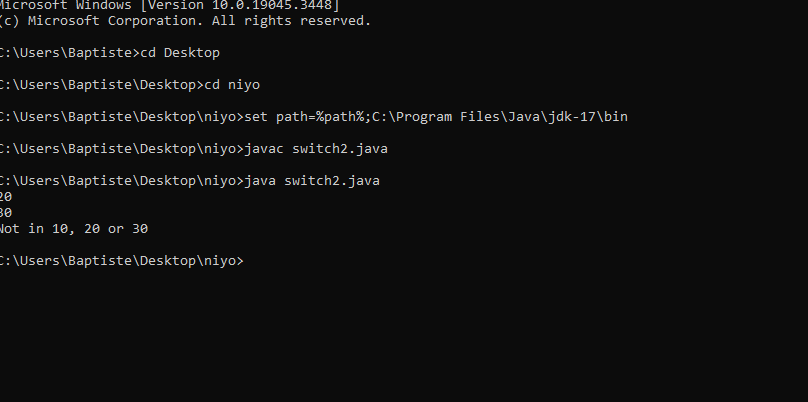 Microsoft Windows [Version 10.0.19045.3448]
(c) Microsoft Corporation. All rights reserved.
C:\Users\Baptiste>cd Desktop
C:\Users\Baptiste\Desktop>cd niyo
C:\Users\Baptiste\Desktop\niyo>set path=%path%;C:\Program Files\Java\jdk-17\bin
C:\Users\Baptiste\Desktop\niyo>javac switch2.java
C:\Users\Baptiste\Desktop\niyo>java switch2.java
20
30
Not in 10, 20 or 30
C:\Users\Baptiste\Desktop\niyo>